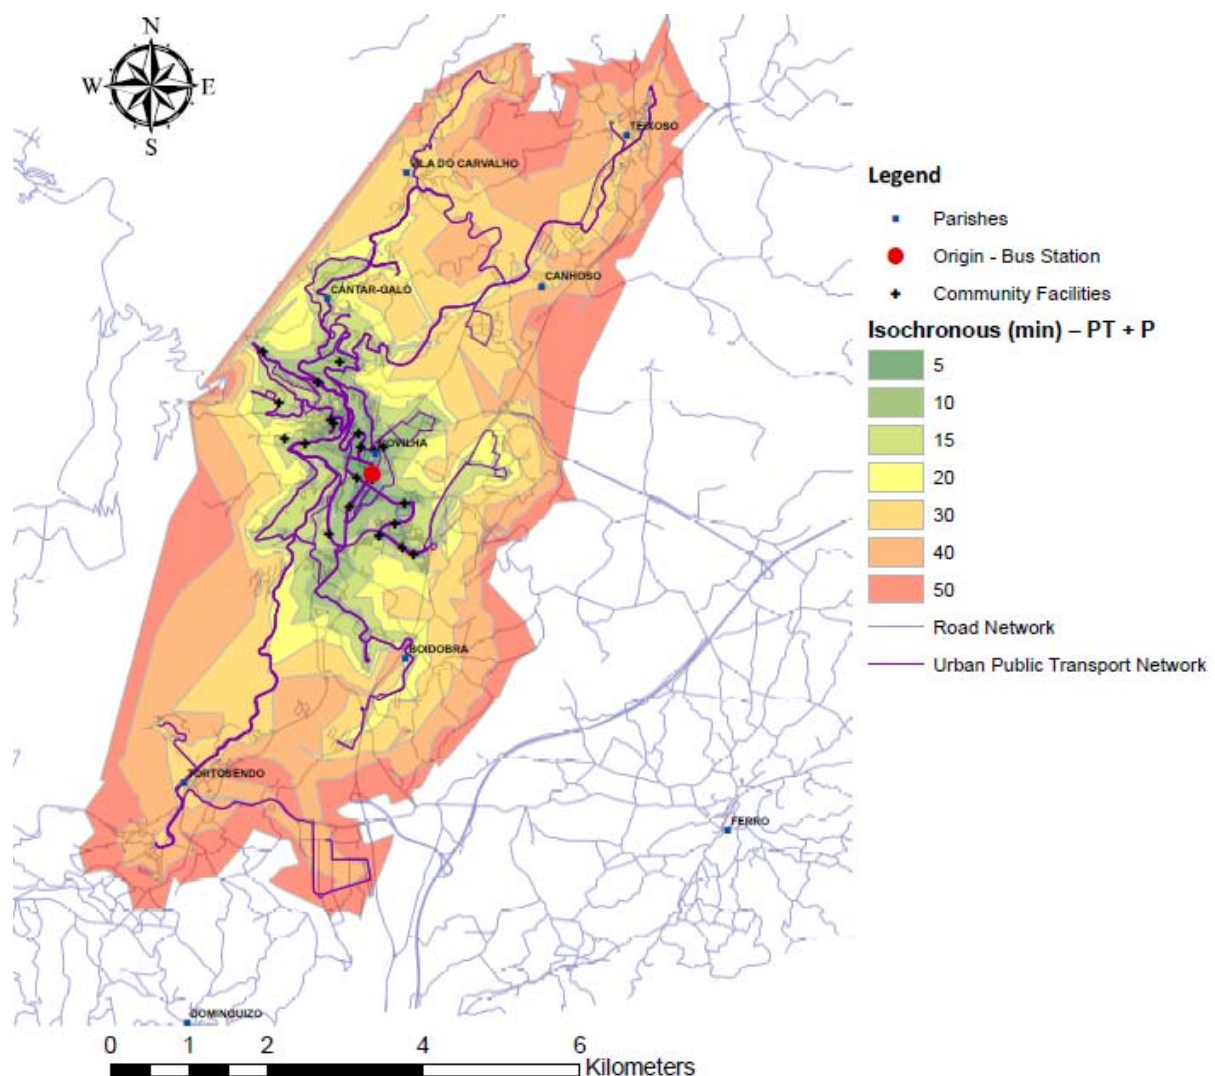 N
W E
S
TEIXOSO
VILA DO CARVALHO
CANHOSO
CANTAR-GALO
COVILHA
BOIDOBRA
TORTOSENDO
FERRO
DOMINGUIZO
0 1 2 4 6
Kilometers
Legend
Parishes
Origin - Bus Station
Community Facilities
Isochronous (min) – PT + P
5
10
15
20
30
40
50
Road Network
Urban Public Transport Network